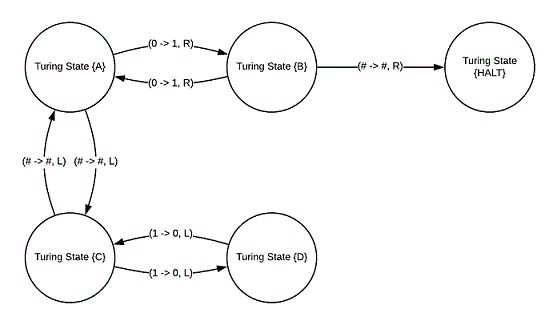 (0 -> 1, R)
Turing State {A}
Turing State {B}
(# -> #, R)
Turing State
{HALT}
(0 -> 1, R)
(# -> #, L)
(# -> #, L)
(1 -> 0, L)
Turing State {C}
Turing State {D}
(1 -> 0, L)